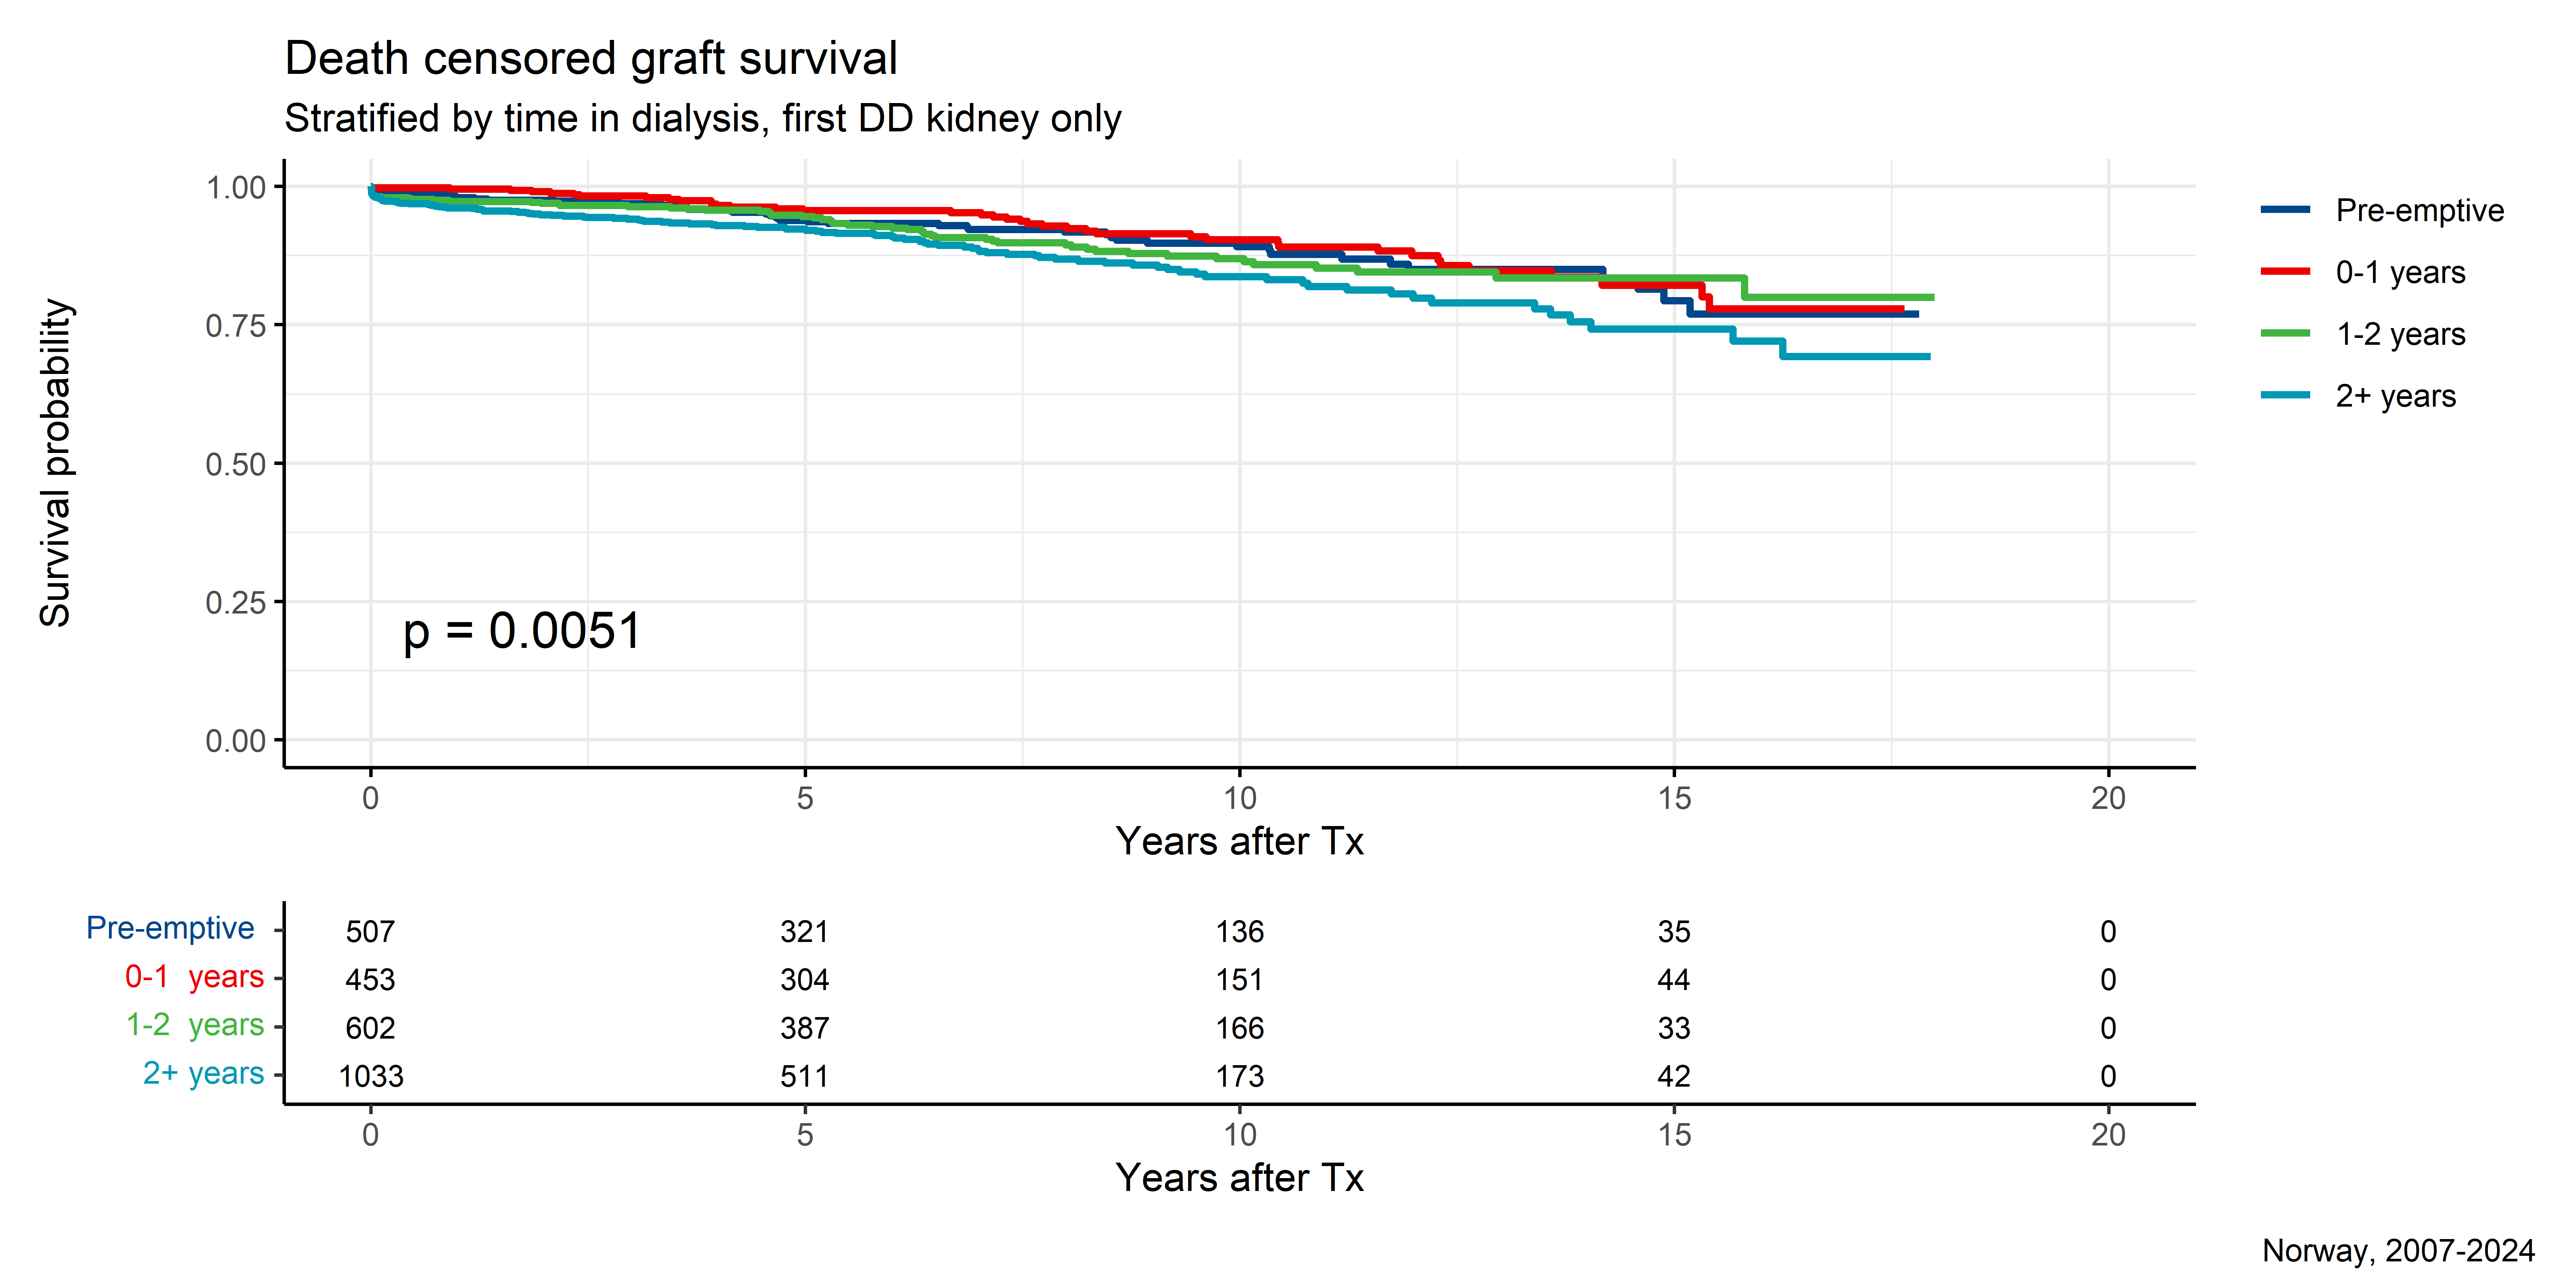 Death censored graft survival
Stratified by time in dialysis, first DD kidney only
Survival probability
1.00
0.75
0.50
0.25
0.00
p = 0.0051
0 5 10 15 20
Years after Tx
Pre-emptive
0-1 years
1-2 years
2+ years
Pre-emptive 507 321 136 35 0
0-1 years 453 304 151 44 0
1-2 years 602 387 166 33 0
2+ years 1033 511 173 42 0
0 5 10 15 20
Years after Tx
Norway, 2007-2024